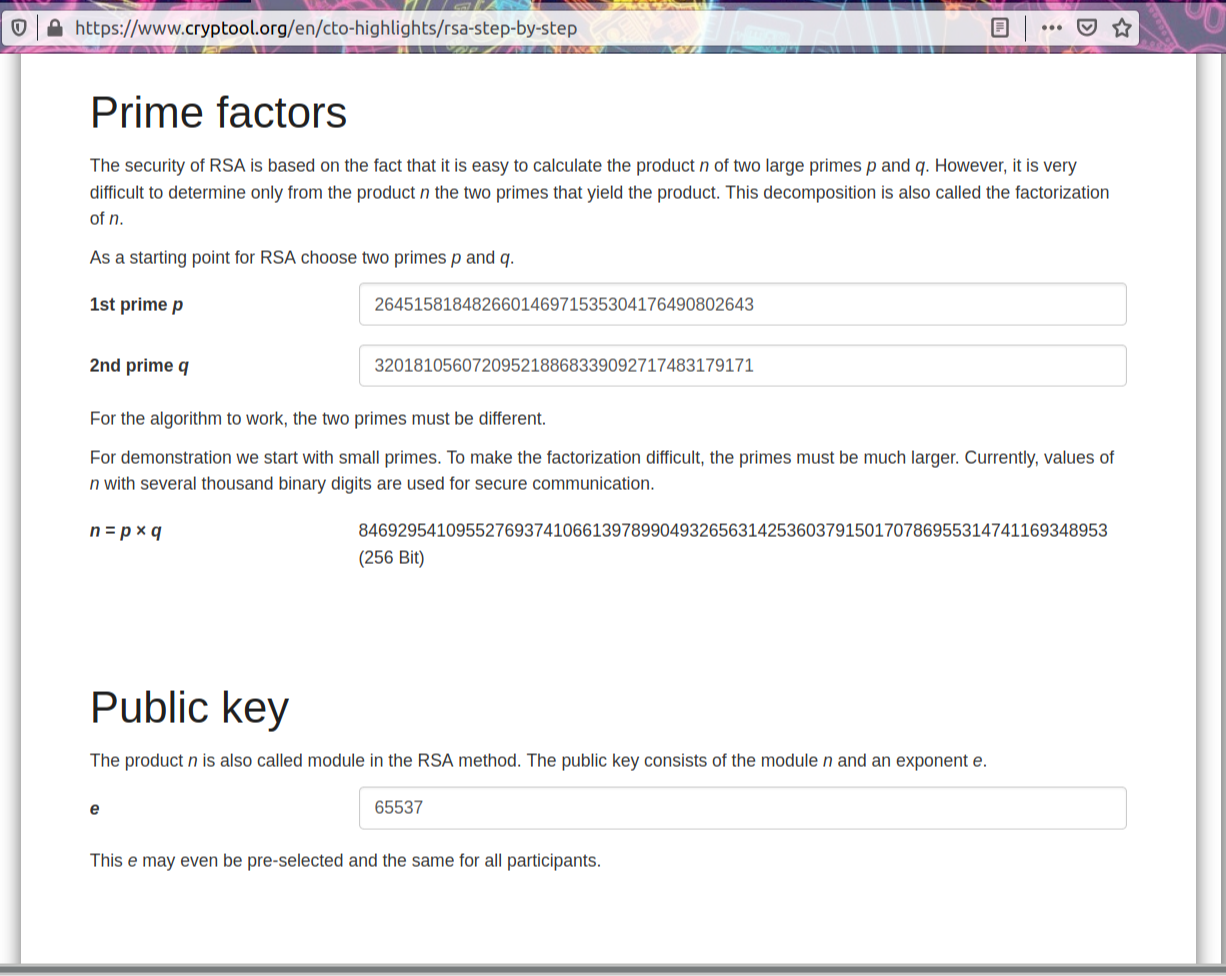 https://www.cryptool.org/en/cto-highlights/rsa-step-by-step
Prime factors
The security of RSA is based on the fact that it is easy to calculate the product n of two large primes p and q. However, it is very
difficult to determine only from the product n the two primes that yield the product. This decomposition is also called the factorization
of n.
As a starting point for RSA choose two primes p and q.
1st prime p
264515818482660146971535304176490802643
2nd prime q
320181056072095218868339092717483179171
For the algorithm to work, the two primes must be different.
For demonstration we start with small primes. To make the factorization difficult, the primes must be much larger. Currently, values of
n with several thousand binary digits are used for secure communication.
n = p × q
84692954109552769374106613978990493265631425360379150170786955314741169348953
(256 Bit)
Public key
The product n is also called module in the RSA method. The public key consists of the module n and an exponent e.
e
65537
This e may even be pre-selected and the same for all participants.